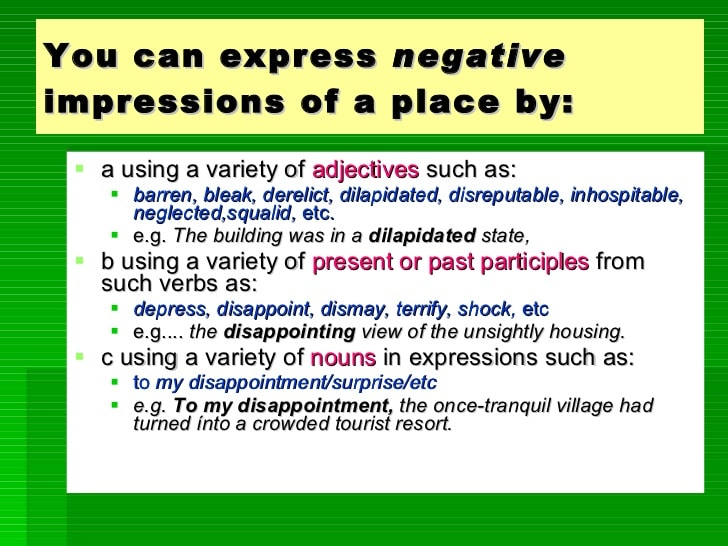 You can express negative
impressions of a place by:
a using a variety of adjectives such as:
barren, bleak, derelict, dilapidated, disreputable, inhospitable,
neglected,squalid, etc.
e.g. The building was in a dilapidated state,
b using a variety of present or past participles from
such verbs as:
depress, disappoint, dismay, terrify, shock, etc
e.g.... the disappointing view of the unsightly housing.
c using a variety of nouns in expressions such as:
to my disappointment/surprise/etc
e.g. To my disappointment, the once-tranquil village had
turned ínto a crowded tourist resort.